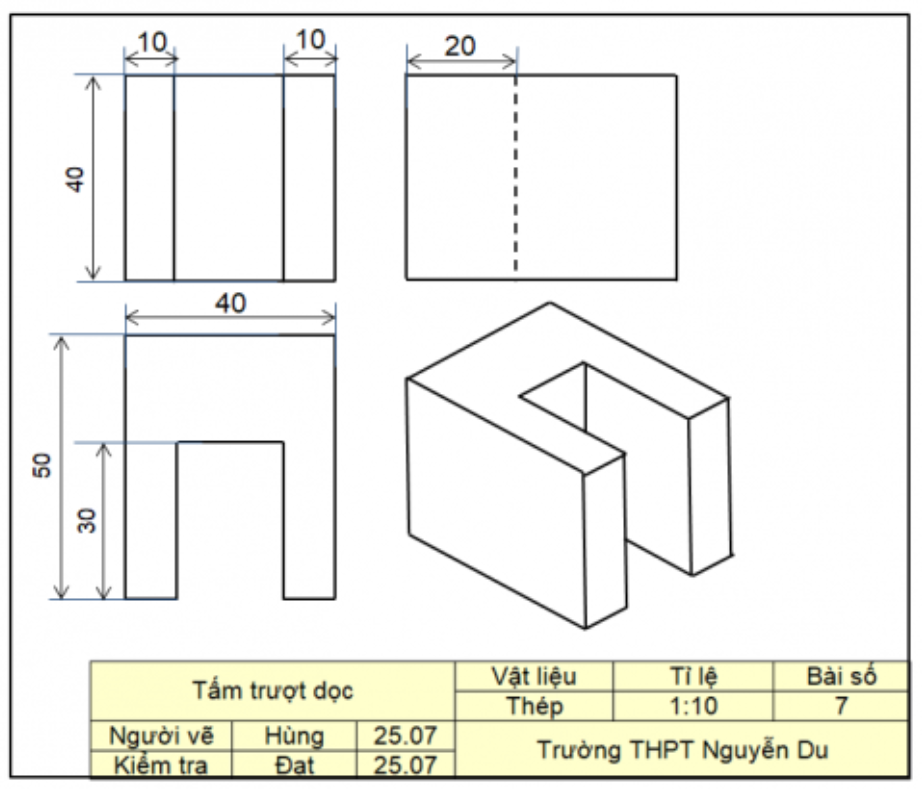 10
10
20
40
40
50
30
Tấm trượt dọc
Vật liệu
Tỉ lệ
Bài số
Thép
1:10
7
Người vẽ
Hùng
25.07
Trường THPT Nguyễn Du
Kiểm tra
Đạt
25.07